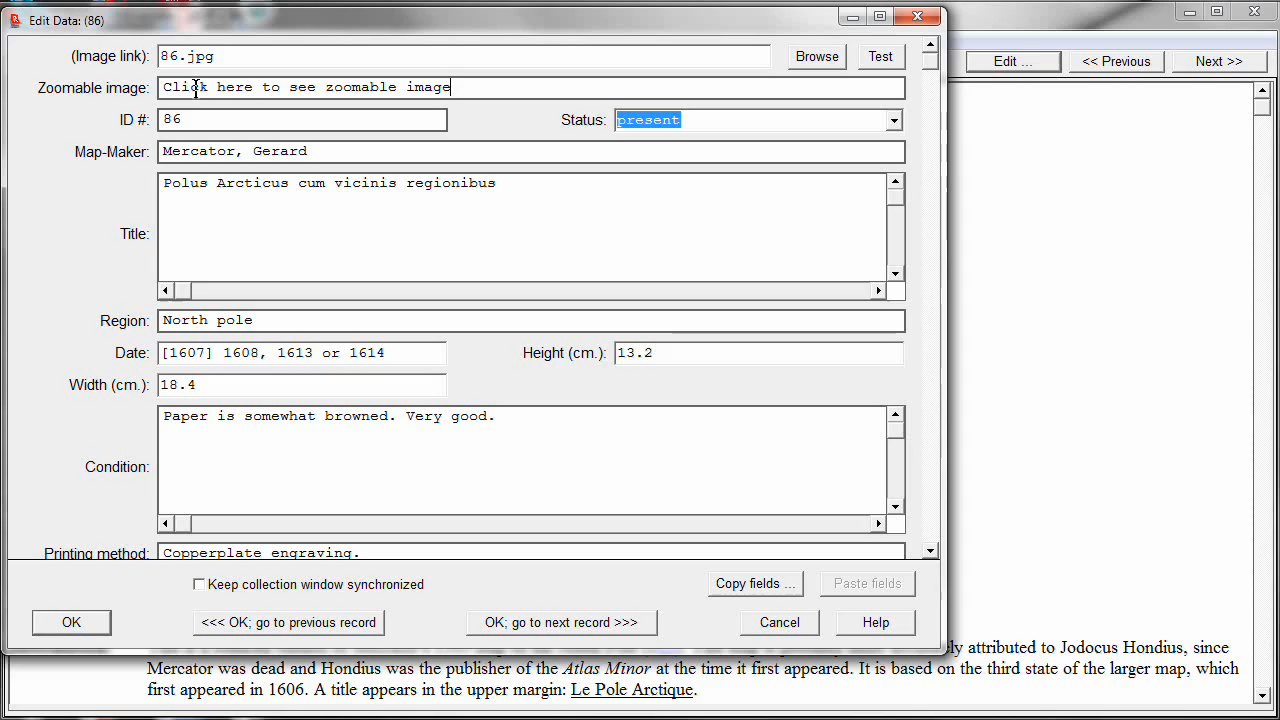 Edit Data: (86)
(Image link): 86.jpg Browse Test
Zoomable image: Click here to see zoomable image
ID #: 86 Status: present
Map-Maker: Mercator, Gerard
Title: Polus Arcticus cum vicinis regionibus
Region: North pole
Date: [1607] 1608, 1613 or 1614 Height (cm.): 13.2
Width (cm.): 18.4
Condition: Paper is somewhat browned. Very good.
Printing method: Copperplate engraving.
Keep collection window synchronized Copy fields ... Paste fields
OK <<< OK; go to previous record OK; go to next record >>> Cancel Help
Edit ... << Previous Next >>
attributed to Jodocus Hondius, since
Mercator was dead and Hondius was the publisher of the Atlas Minor at the time it first appeared. It is based on the third state of the larger map, which
first appeared in 1606. A title appears in the upper margin: Le Pole Arctique.